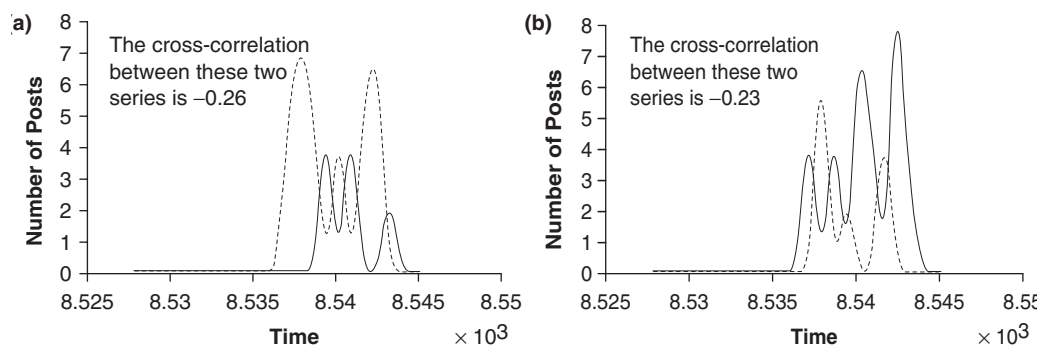 (a)
The cross-correlation
between these two
series is −0.26
Number of Posts
8
7
6
5
4
3
2
1
0
8.525 8.53 8.535 8.54 8.545 8.55
Time × 10³
(b)
The cross-correlation
between these two
series is −0.23
Number of Posts
8
7
6
5
4
3
2
1
0
8.525 8.53 8.535 8.54 8.545 8.55
Time × 10³